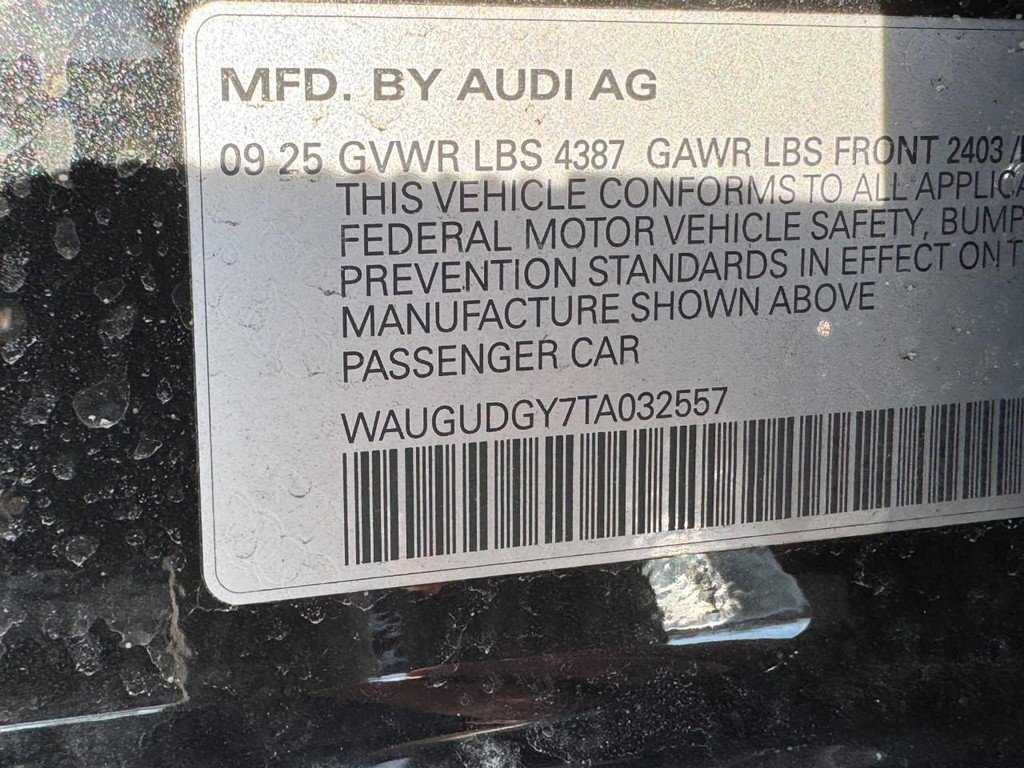 MFD. BY AUDI AG
09 25 GVWR LBS 4387 GAWR LBS FRONT 2403 /
THIS VEHICLE CONFORMS TO ALL
FEDERAL MOTOR VEHICLE SAFETY,
PREVENTION STANDARDS IN EFFECT ON
MANUFACTURE SHOWN ABOVE
PASSENGER CAR
WAUGUDGY7TA032557